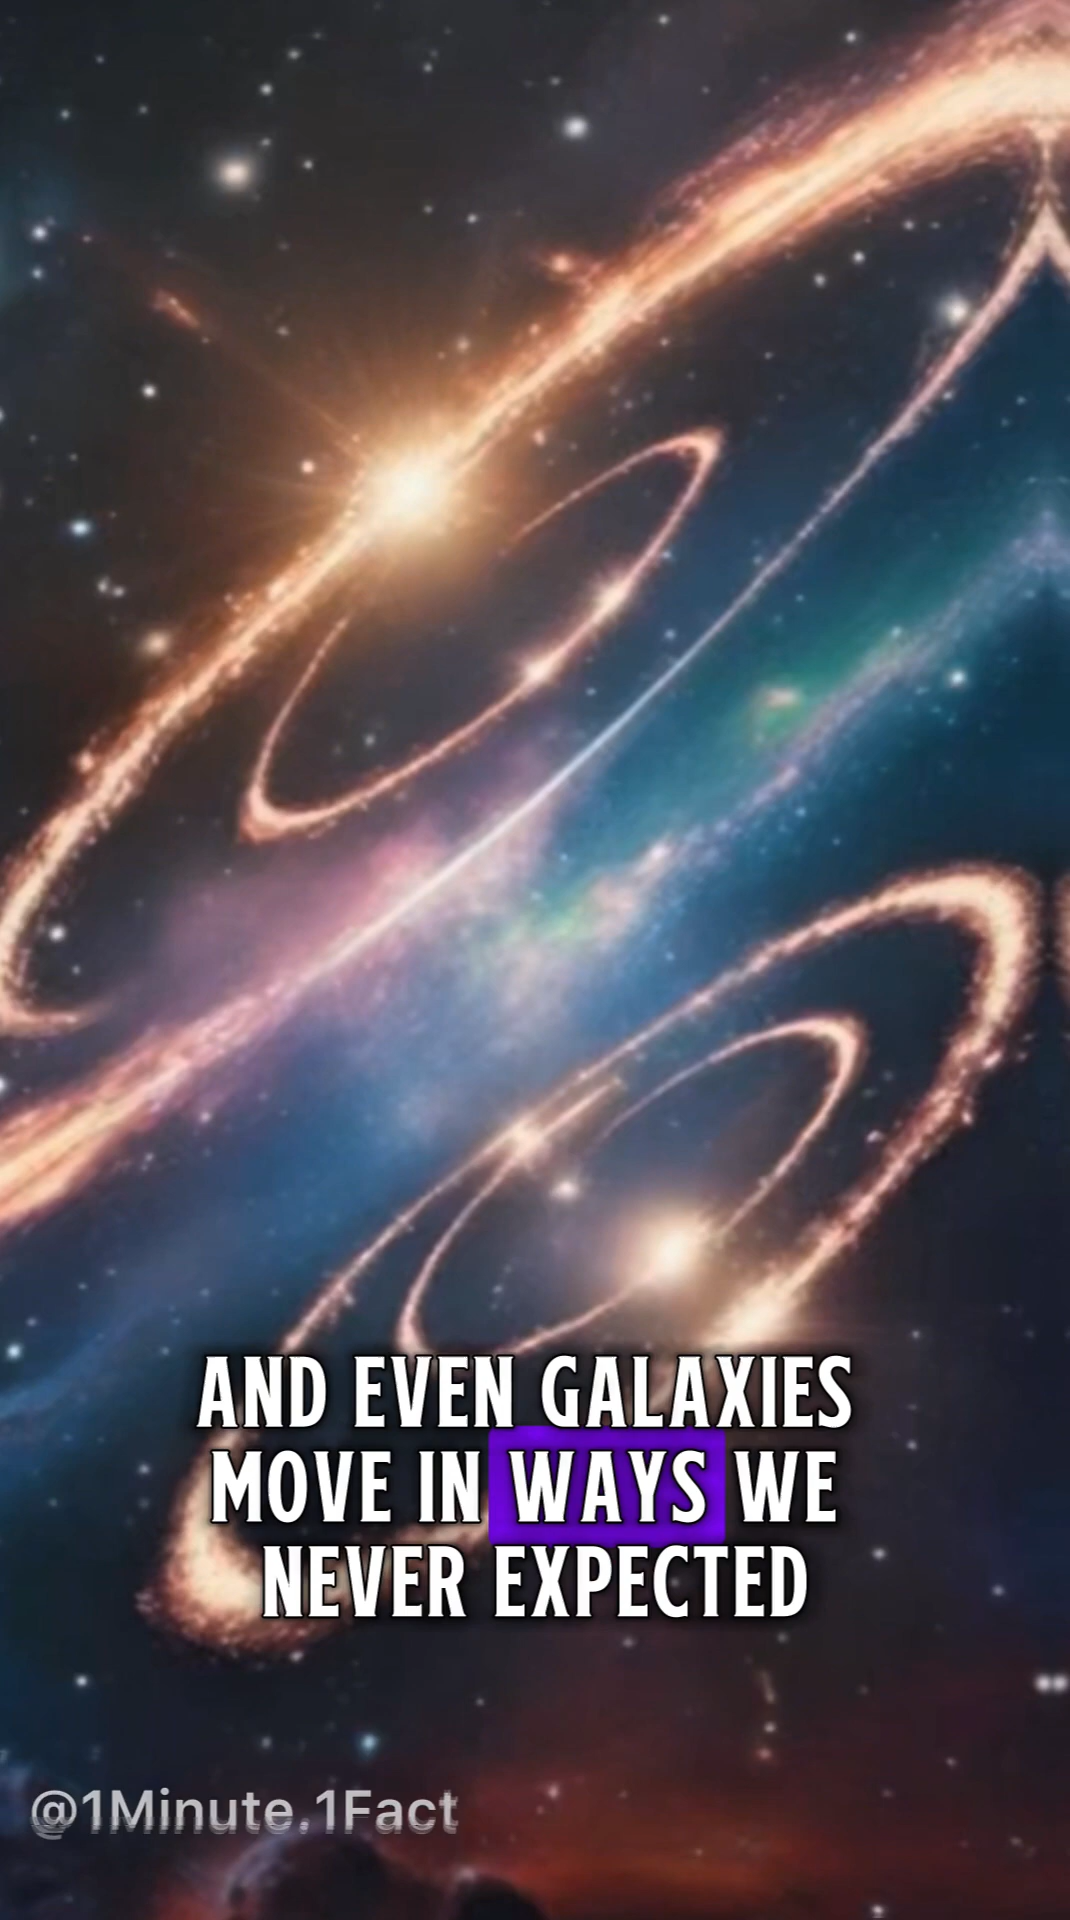 AND EVEN GALAXIES
MOVE IN WAYS WE
NEVER EXPECTED
@1Minute.1Fact